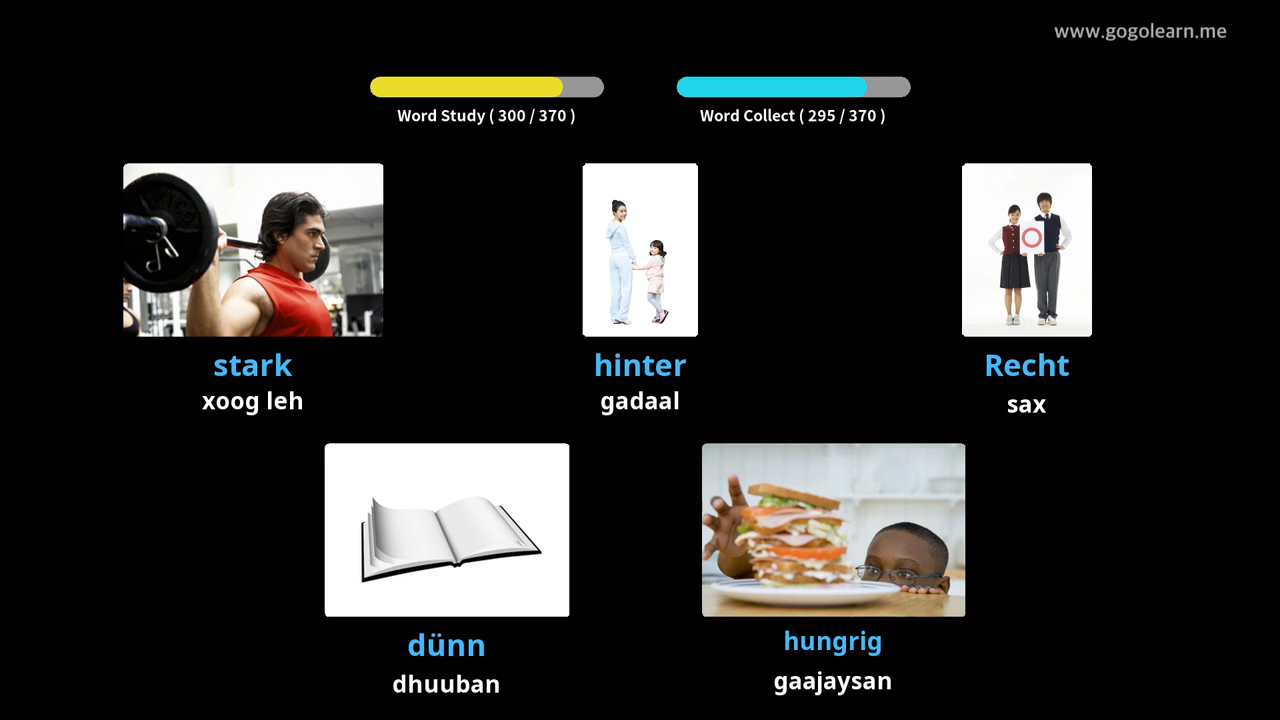 www.gogolearn.me
Word Study ( 300 / 370 )
Word Collect ( 295 / 370 )
stark
xoog leh
hinter
gadaal
Recht
sax
dünn
dhuuban
hungrig
gaajaysan